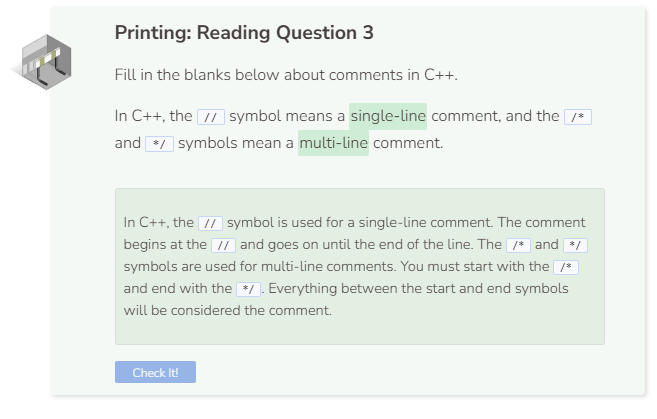 Printing: Reading Question 3
Fill in the blanks below about comments in C++.
In C++, the // symbol means a single-line comment, and the /*
and */ symbols mean a multi-line comment.
In C++, the // symbol is used for a single-line comment. The comment
begins at the // and goes on until the end of the line. The /* and */
symbols are used for multi-line comments. You must start with the /*
and end with the */. Everything between the start and end symbols
will be considered the comment.
Check It!